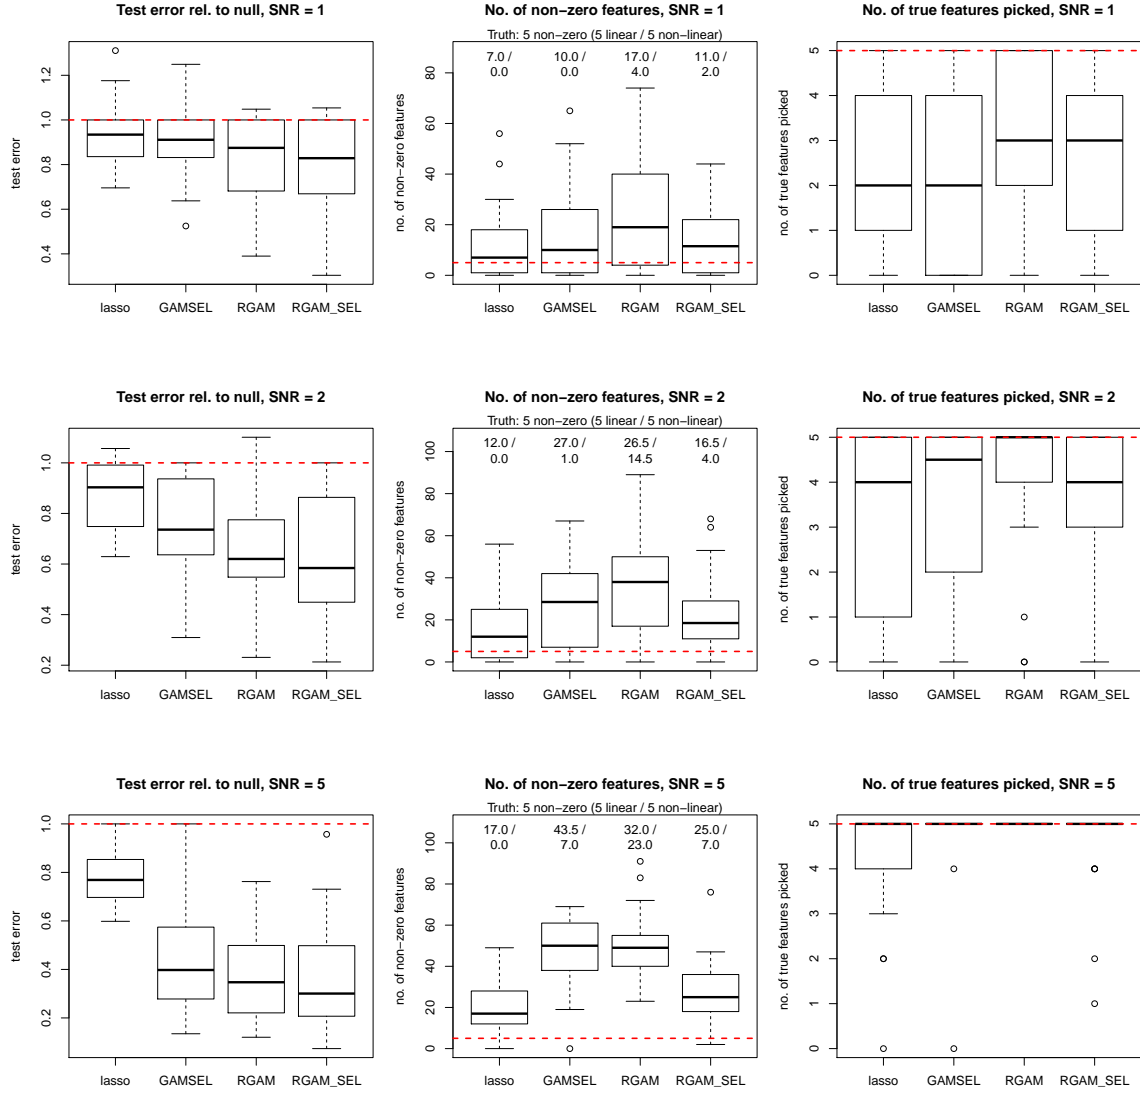 Test error rel. to null, SNR = 1
test error
0.4 0.6 0.8 1.0 1.2
lasso GAMSEL RGAM RGAM_SEL
No. of non−zero features, SNR = 1
Truth: 5 non−zero (5 linear / 5 non−linear)
7.0 / 10.0 / 17.0 / 11.0 /
0.0 0.0 4.0 2.0
no. of non−zero features
0 20 40 60 80
lasso GAMSEL RGAM RGAM_SEL
No. of true features picked, SNR = 1
no. of true features picked
0 1 2 3 4 5
lasso GAMSEL RGAM RGAM_SEL
Test error rel. to null, SNR = 2
test error
0.2 0.4 0.6 0.8 1.0
lasso GAMSEL RGAM RGAM_SEL
No. of non−zero features, SNR = 2
Truth: 5 non−zero (5 linear / 5 non−linear)
12.0 / 27.0 / 26.5 / 16.5 /
0.0 1.0 14.5 4.0
no. of non−zero features
0 20 40 60 80 100
lasso GAMSEL RGAM RGAM_SEL
No. of true features picked, SNR = 2
no. of true features picked
0 1 2 3 4 5
lasso GAMSEL RGAM RGAM_SEL
Test error rel. to null, SNR = 5
test error
0.2 0.4 0.6 0.8 1.0
lasso GAMSEL RGAM RGAM_SEL
No. of non−zero features, SNR = 5
Truth: 5 non−zero (5 linear / 5 non−linear)
17.0 / 43.5 / 32.0 / 25.0 /
0.0 7.0 23.0 7.0
no. of non−zero features
0 20 40 60 80 100
lasso GAMSEL RGAM RGAM_SEL
No. of true features picked, SNR = 5
no. of true features picked
0 1 2 3 4 5
lasso GAMSEL RGAM RGAM_SEL